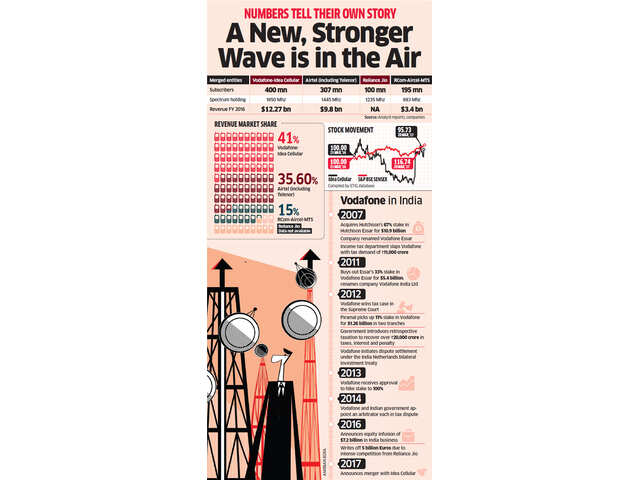 NUMBERS TELL THEIR OWN STORY
A New, Stronger
Wave is in the Air
Merged entities Vodafone-Idea Cellular Airtel (including Telenor) Reliance Jio RCom-Aircel-MTS
Subscribers 400 mn 307 mn 100 mn 195 mn
Spectrum holding 1650 Mhz 1445 Mhz 1235 Mhz 883 Mhz
Revenue FY 2016 $12.27 bn $9.8 bn NA $3.4 bn
Source: Analyst reports, companies
REVENUE MARKET SHARE
41%
Vodafone
Idea Cellular
35.60%
Airtel (including
Telenor)
15%
RCom-Aircel-MTS
Reliance Jio
Data not available
STOCK MOVEMENT
95.73
100.00
100.00
116.74
Idea Cellular S&P BSE SENSEX
Compiled by ETIG Database
Vodafone in India
2007
Acquires Hutchison's 67% stake in
Hutchison Essar for $10.9 billion
Company renamed Vodafone Essar
Income tax department slaps Vodafone
with tax demand of ₹11,000 crore
2011
Buys out Essar's 33% stake in
Vodafone Essar for $5.4 billion,
renames company Vodafone India Ltd
2012
Vodafone wins tax case in
the Supreme Court
Piramal picks up 11% stake in Vodafone
for $1.26 billion in two tranches
Government introduces retrospective
taxation to recover over ₹20,000 crore in
taxes, interest and penalty
Vodafone initiates dispute settlement
under the India Netherlands bilateral
investment treaty
2013
Vodafone receives approval
to hike stake to 100%
2014
Vodafone and Indian government ap-
point an arbitrator each in tax dispute
2016
Announces equity infusion of
$7.2 billion in India business
Writes off 5 billion Euros due to
intense competition from Reliance Jio
2017
Announces merger with Idea Cellular
ANIRBAN BORA